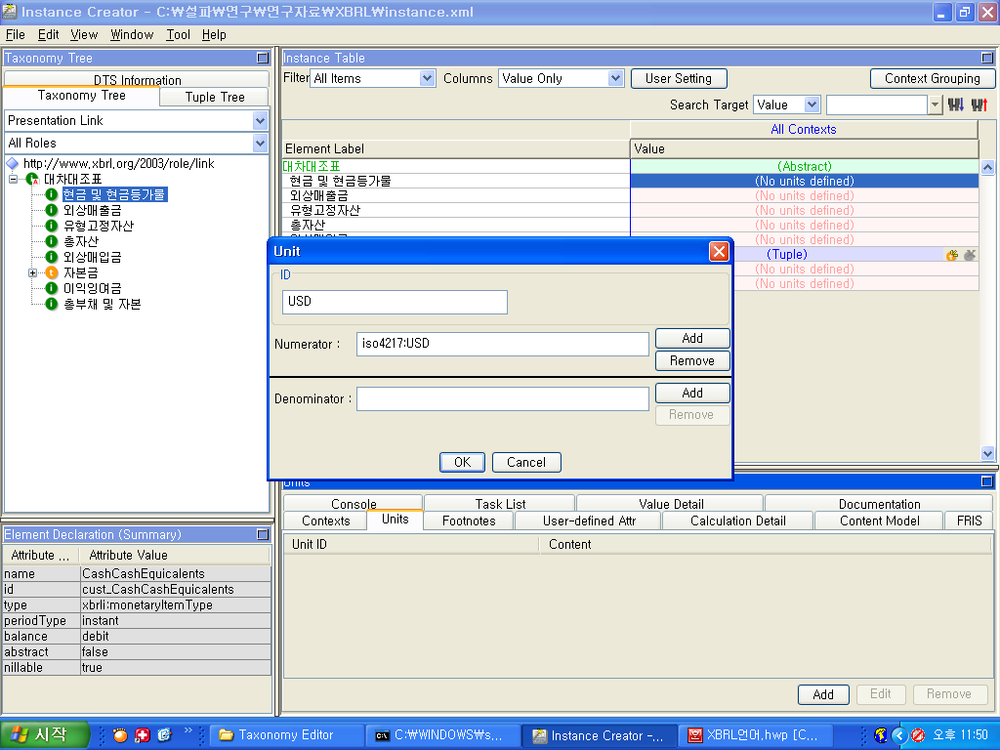 Instance Creator - C:₩설파₩연구₩연구자료₩XBRL₩instance.xml
File Edit View Window Tool Help
Taxonomy Tree
DTS Information
Taxonomy Tree Tuple Tree
Presentation Link
All Roles
http://www.xbrl.org/2003/role/link
대차대조표
현금 및 현금등가물
외상매출금
유형고정자산
총자산
외상매입금
자본금
이익잉여금
총부채 및 자본
Instance Table
Filter All Items Columns Value Only User Setting Context Grouping
Search Target Value
All Contexts
Element Label Value
대차대조표 (Abstract)
현금 및 현금등가물 (No units defined)
외상매출금 (No units defined)
유형고정자산 (No units defined)
총자산 (No units defined)
(No units defined)
(Tuple)
(No units defined)
(No units defined)
Unit
ID
USD
Numerator : iso4217:USD Add
Remove
Denominator : Add
Remove
OK Cancel
Element Declaration (Summary)
Attribute ... Attribute Value
name CashCashEquicalents
id cust_CashCashEquicalents
type xbrli:monetaryItemType
periodType instant
balance debit
abstract false
nillable true
Units
Console Task List Value Detail Documentation
Contexts Units Footnotes User-defined Attr Calculation Detail Content Model FRIS
Unit ID Content
Add Edit Remove
시작 Taxonomy Editor C:₩WINDOWS₩s... Instance Creator -... XBRL언어.hwp [C... 오후 11:50